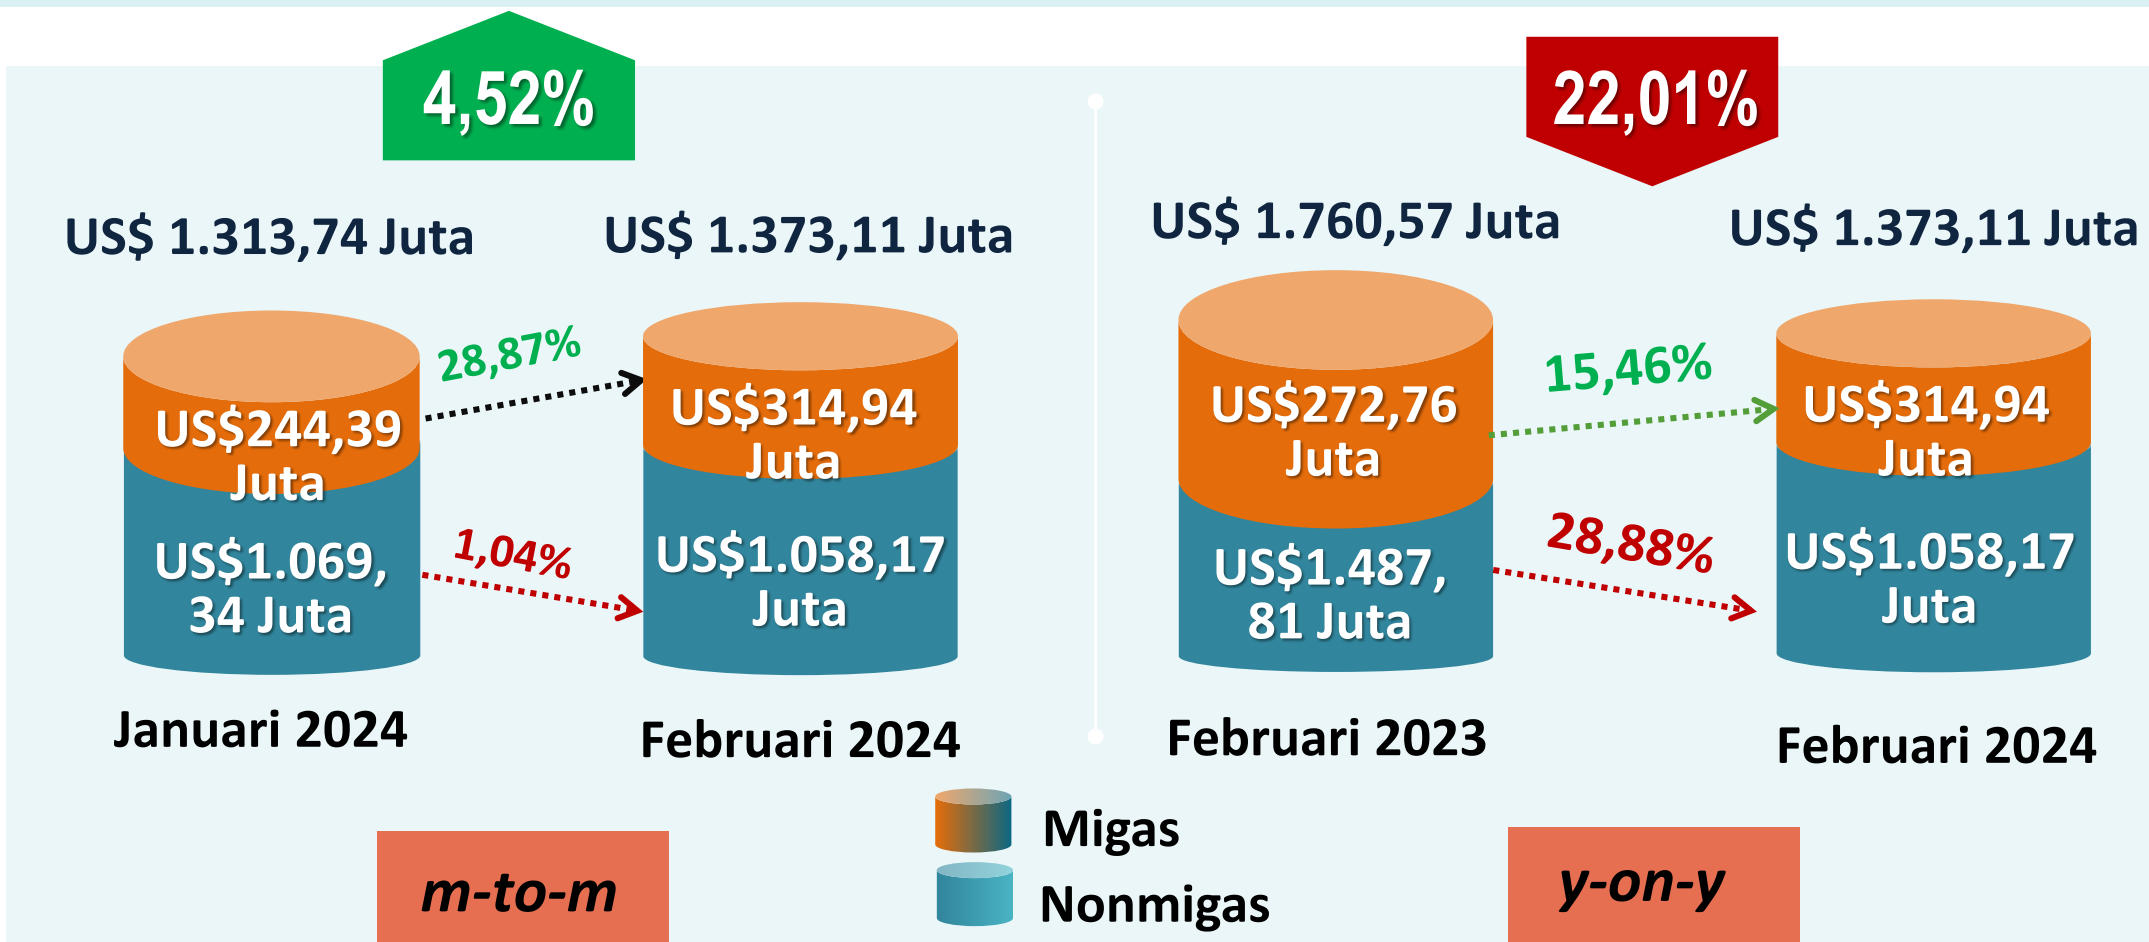 4,52%
22,01%
US$ 1.313,74 Juta
US$ 1.373,11 Juta
US$ 1.760,57 Juta
US$ 1.373,11 Juta
28,87%
15,46%
US$244,39
Juta
US$314,94
Juta
US$272,76
Juta
US$314,94
Juta
1,04%
28,88%
US$1.069,
34 Juta
US$1.058,17
Juta
US$1.487,
81 Juta
US$1.058,17
Juta
Januari 2024
Februari 2024
Februari 2023
Februari 2024
Migas
Nonmigas
m-to-m
y-on-y